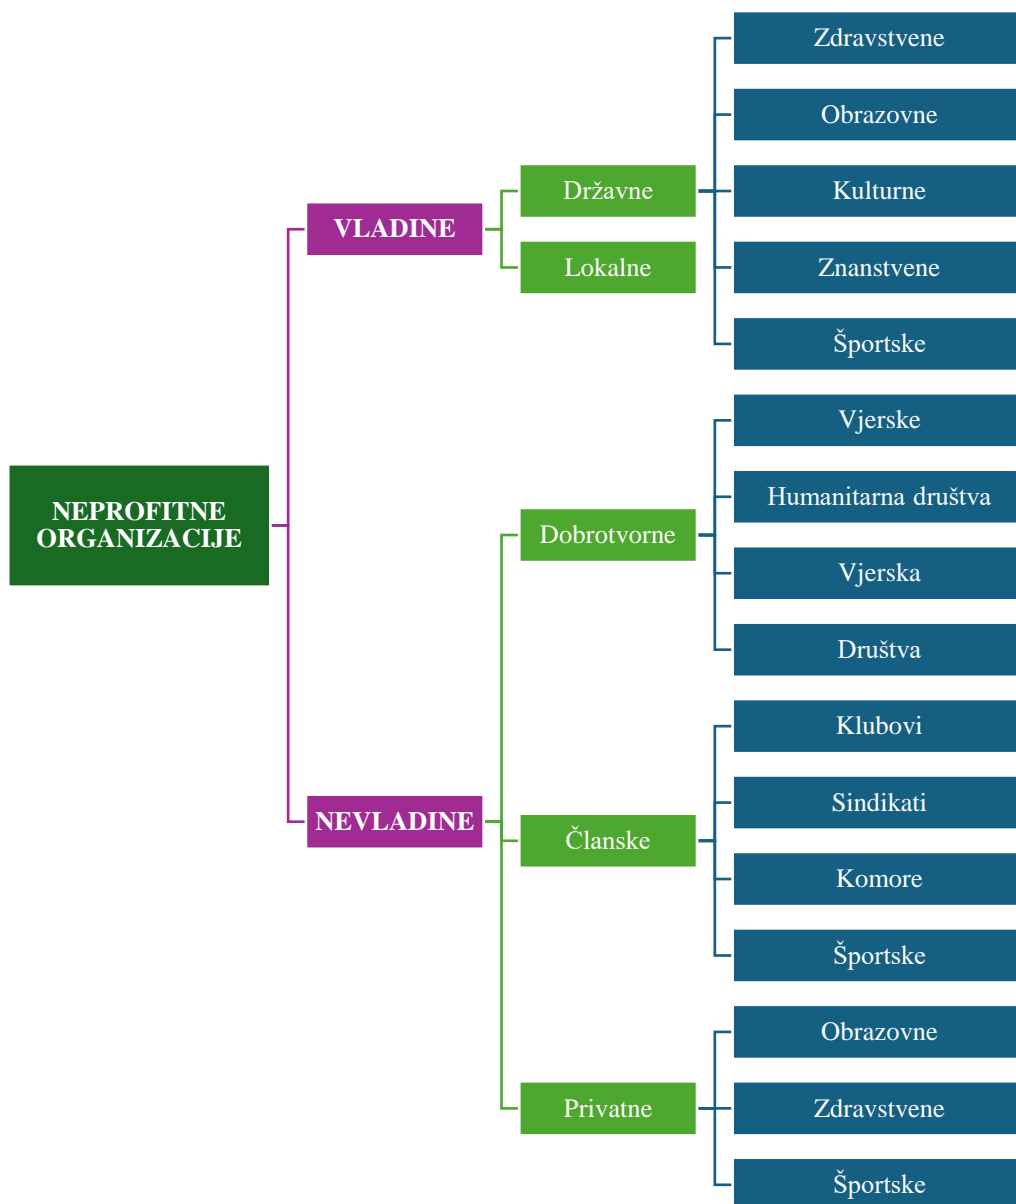 NEPROFITNE
ORGANIZACIJE
VLADINE
Državne
Zdravstvene
Obrazovne
Kulturne
Znanstvene
Športske
Lokalne
NEVLADINE
Dobrotvorne
Vjerske
Humanitarna društva
Vjerska
Društva
Članske
Klubovi
Sindikati
Komore
Športske
Privatne
Obrazovne
Zdravstvene
Športske